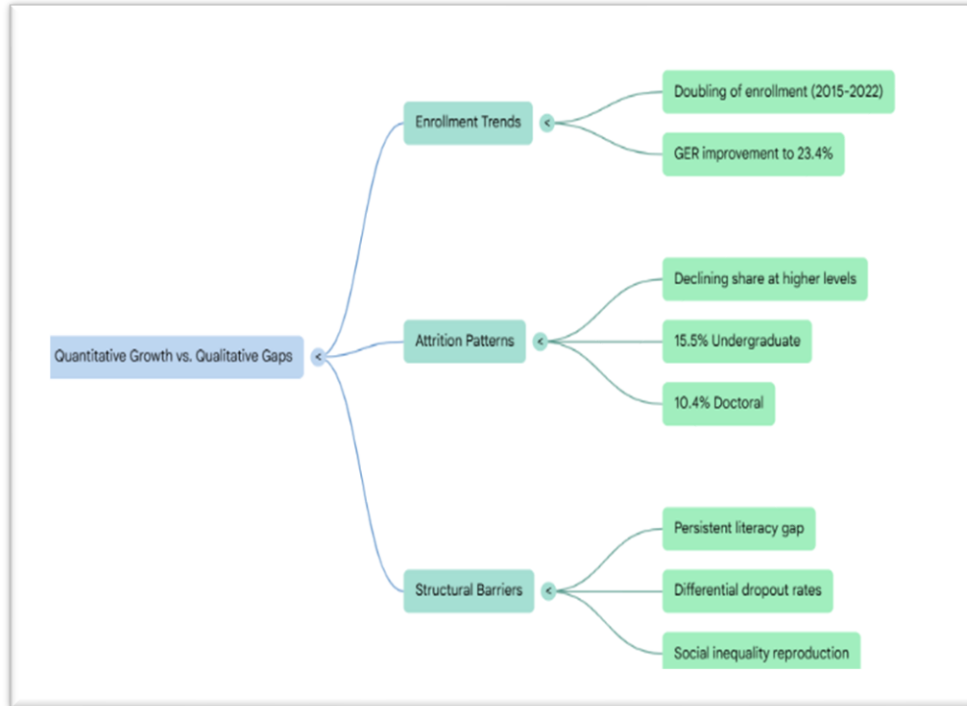 Quantitative Growth vs. Qualitative Gaps
<
Enrollment Trends
<
Doubling of enrollment (2015-2022)
GER improvement to 23.4%
Attrition Patterns
<
Declining share at higher levels
15.5% Undergraduate
10.4% Doctoral
Structural Barriers
<
Persistent literacy gap
Differential dropout rates
Social inequality reproduction